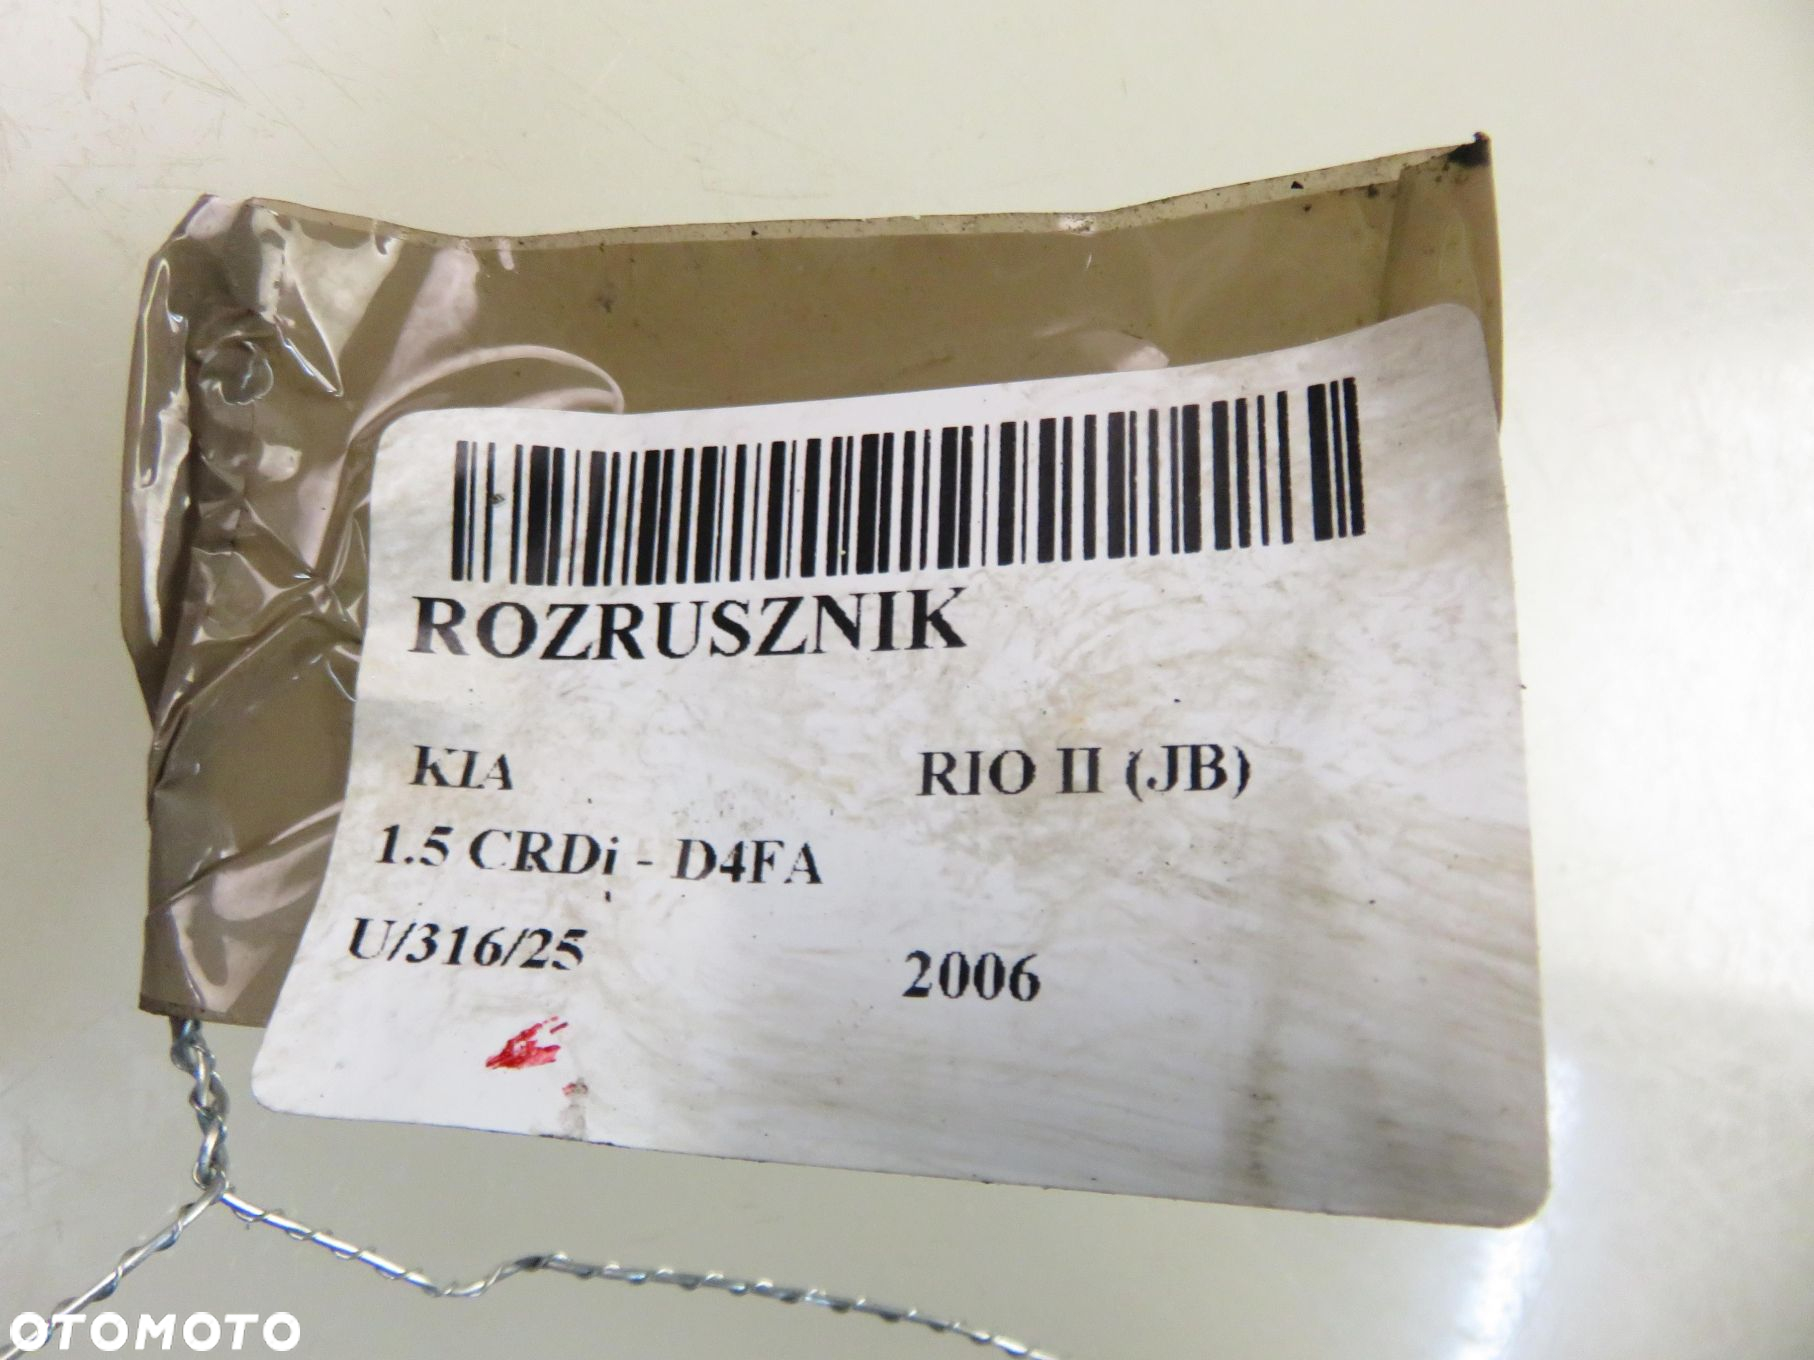 ROZRUSZNIK
KIA RIO II (JB)
1.5 CRDi - D4FA
U/316/25 2006
OTOMOTO